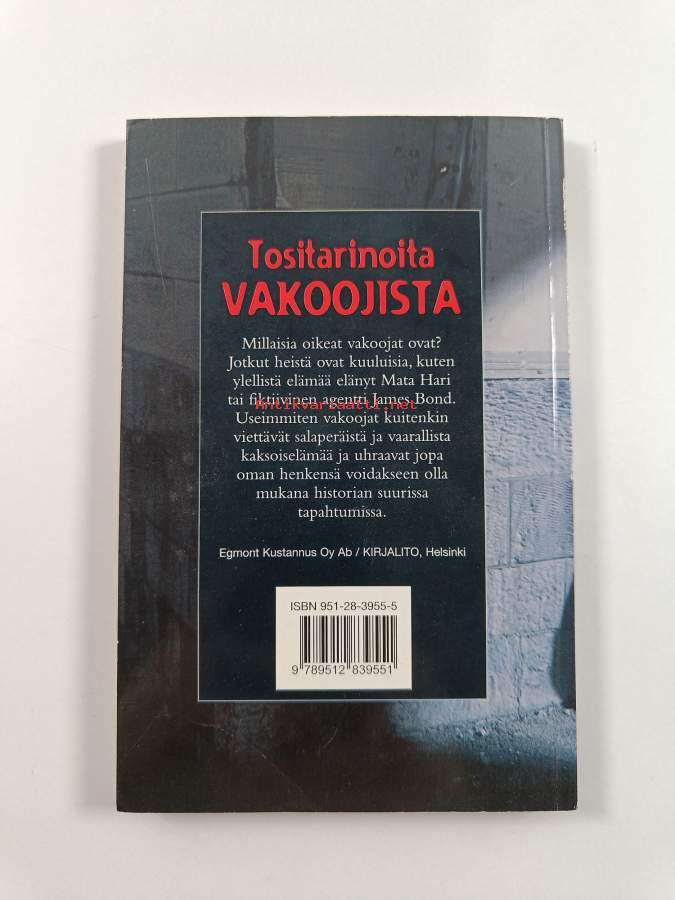 Tositarinoita
VAKOOJISTA
Millaisia oikeat vakoojat ovat?
Jotkut heistä ovat kuuluisia, kuten
ylellistä elämää elänyt Mata Hari
tai fiktiivinen agentti James Bond.
Antikvariaatti.net
Useimmiten vakoojat kuitenkin
viettävät salaperäistä ja vaarallista
kaksoiselämää ja uhraavat jopa
oman henkensä voidakseen olla
mukana historian suurissa
tapahtumissa.
Egmont Kustannus Oy Ab / KIRJALITO, Helsinki
ISBN 951-28-3955-5
9 789512 839551